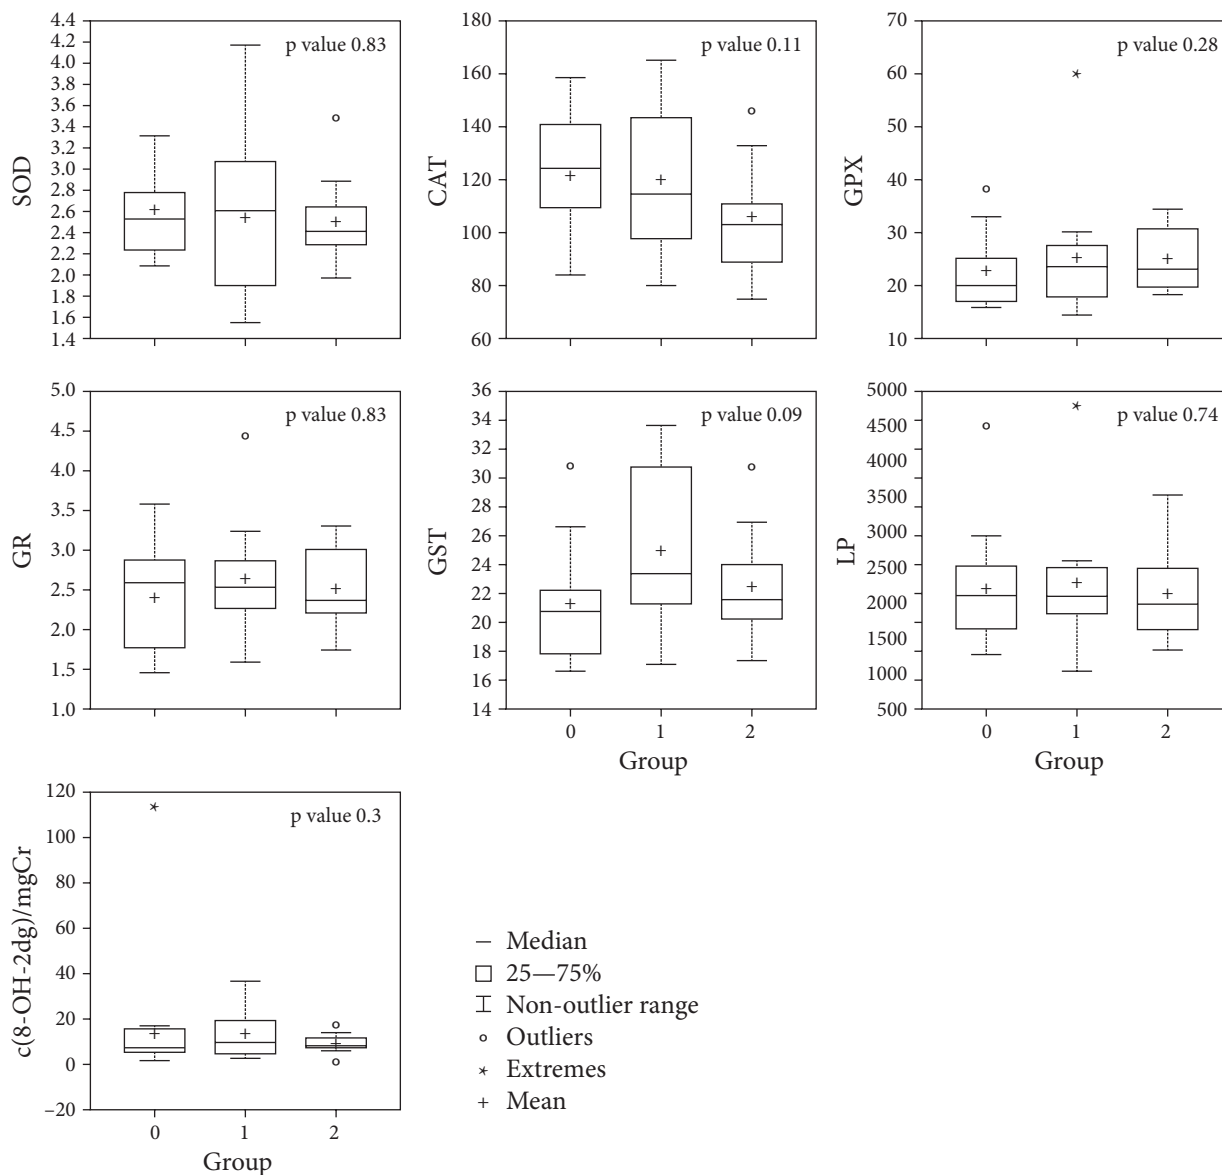 SOD
4.4
4.2
4.0
3.8
3.6
3.4
3.2
3.0
2.8
2.6
2.4
2.2
2.0
1.8
1.6
1.4
p value 0.83
CAT
180
160
140
120
100
80
60
p value 0.11
GPX
70
60
50
40
30
20
10
p value 0.28
GR
5.0
4.5
4.0
3.5
3.0
2.5
2.0
1.5
1.0
p value 0.83
GST
36
34
32
30
28
26
24
22
20
18
16
14
p value 0.09
0 1 2
Group
LP
5000
4500
4000
3500
3000
2500
2000
1500
1000
500
p value 0.74
0 1 2
Group
c(8-OH-2dg)/mgCr
120
100
80
60
40
20
0
–20
p value 0.3
0 1 2
Group
Median
25—75%
Non-outlier range
Outliers
Extremes
Mean